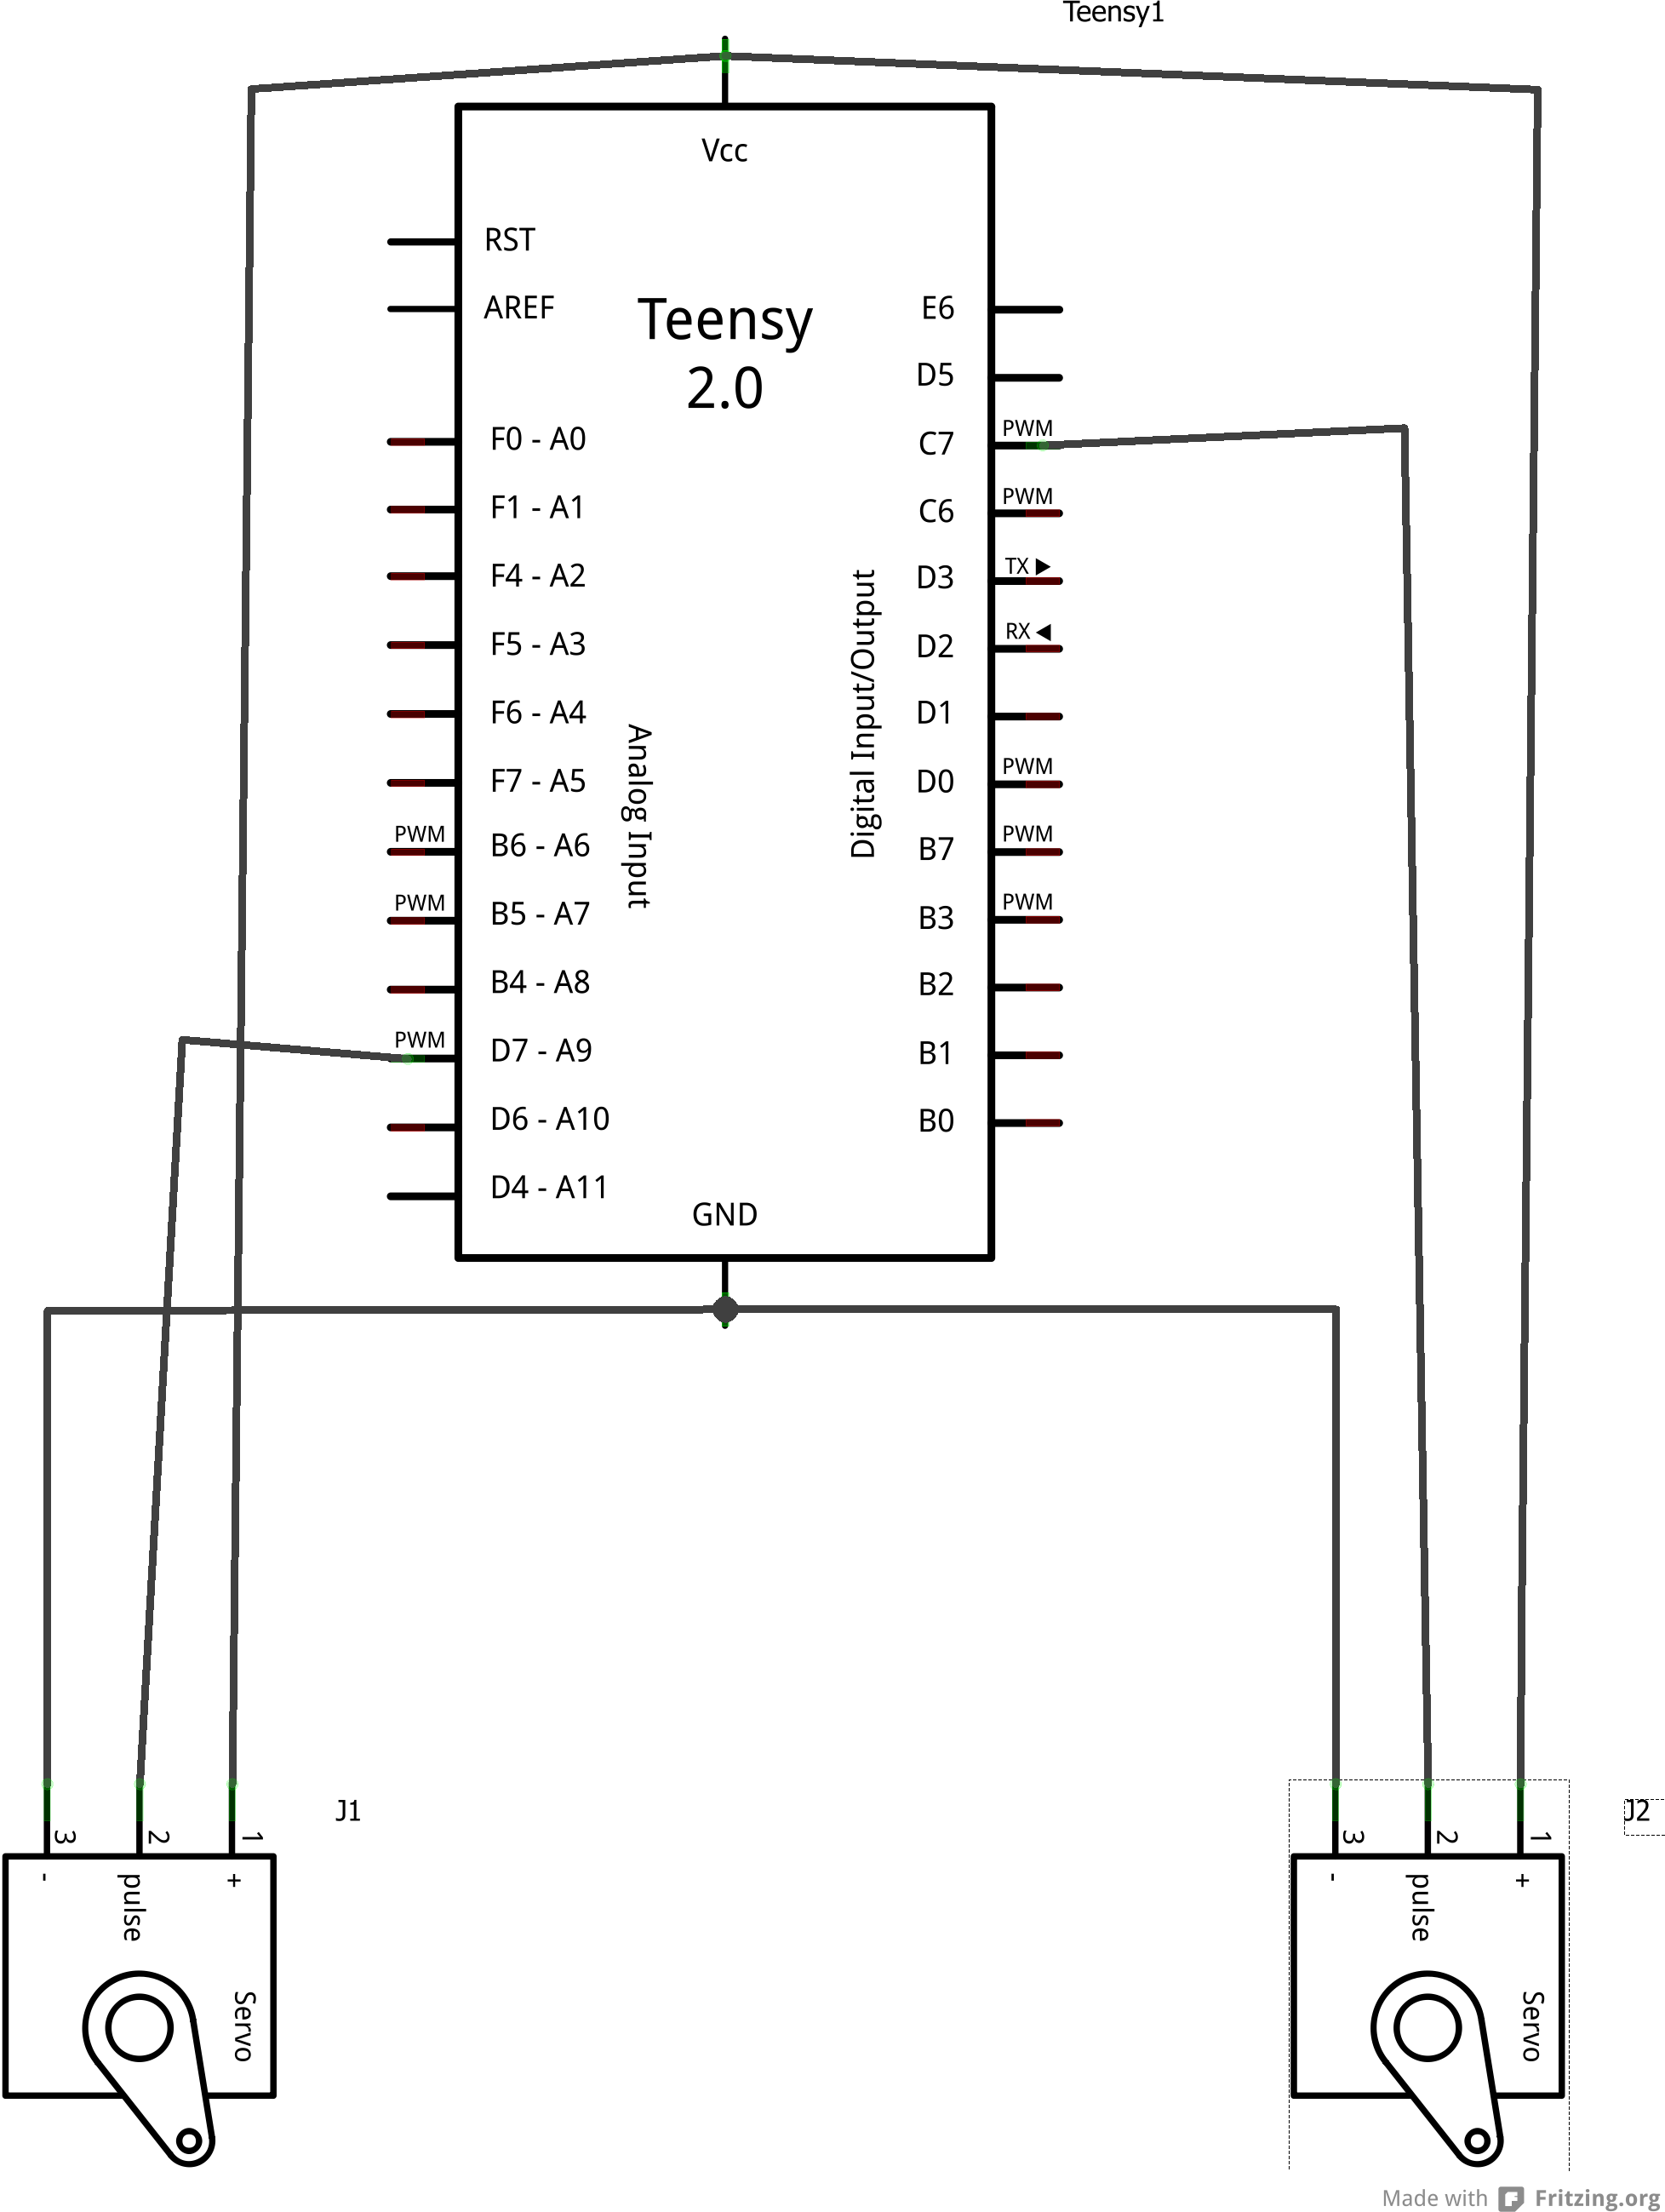 Teensy1
Vcc
RST
AREF
Teensy
2.0
E6
D5
F0 - A0
PWM
C7
F1 - A1
PWM
C6
F4 - A2
TX
D3
F5 - A3
RX
D2
F6 - A4
D1
F7 - A5
PWM
D0
PWM
B6 - A6
PWM
B7
PWM
B5 - A7
PWM
B3
B4 - A8
B2
PWM
D7 - A9
B1
D6 - A10
B0
D4 - A11
Analog Input
Digital Input/Output
GND
J1
3
2
1
-
pulse
+
Servo
J2
3
2
1
-
pulse
+
Servo
Made with Fritzing.org